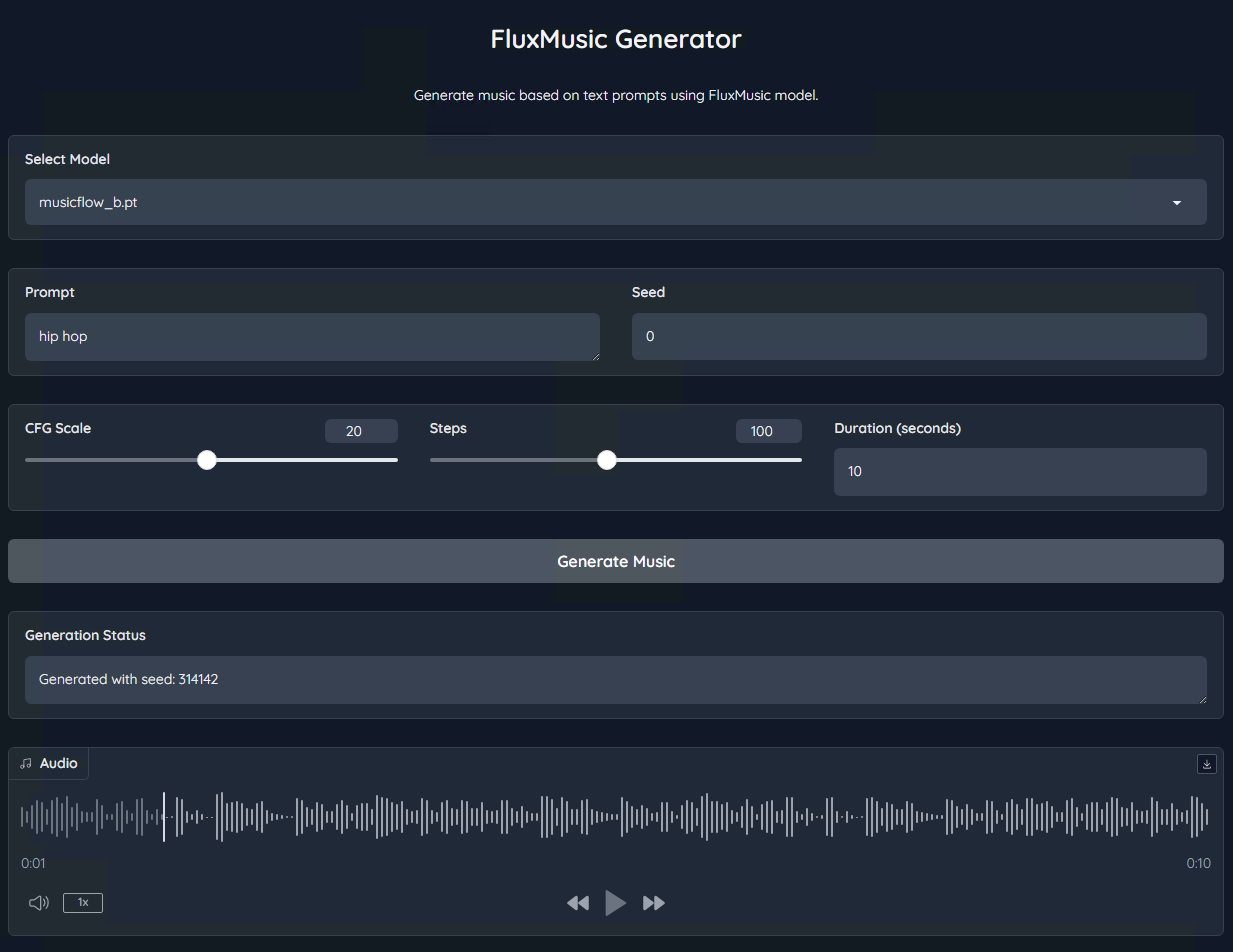 FluxMusic Generator
Generate music based on text prompts using FluxMusic model.
Select Model
musicflow_b.pt
Prompt
Seed
hip hop
0
CFG Scale
20
Steps
100
Duration (seconds)
10
Generate Music
Generation Status
Generated with seed: 314142
Audio
0:01
0:10
1x